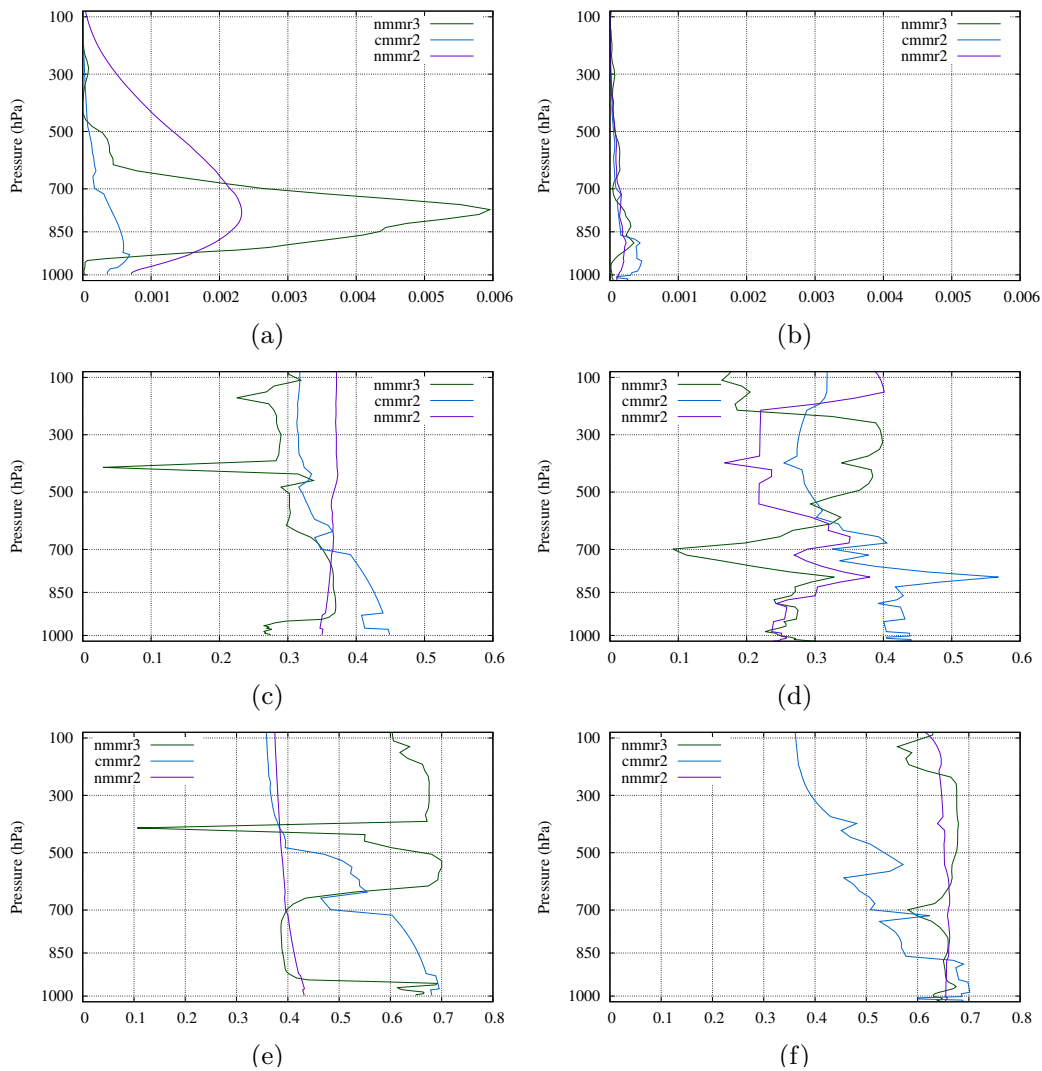 100
300
500
700
850
1000
Pressure (hPa)
0
0.001
0.002
0.003
0.004
0.005
0.006
nmmr3
cmmr2
nmmr2
(a)
100
300
500
700
850
1000
Pressure (hPa)
0
0.001
0.002
0.003
0.004
0.005
0.006
nmmr3
cmmr2
nmmr2
(b)
100
300
500
700
850
1000
Pressure (hPa)
0
0.1
0.2
0.3
0.4
0.5
0.6
nmmr3
cmmr2
nmmr2
(c)
100
300
500
700
850
1000
Pressure (hPa)
0
0.1
0.2
0.3
0.4
0.5
0.6
nmmr3
cmmr2
nmmr2
(d)
100
300
500
700
850
1000
Pressure (hPa)
0
0.1
0.2
0.3
0.4
0.5
0.6
0.7
0.8
nmmr3
cmmr2
nmmr2
(e)
100
300
500
700
850
1000
Pressure (hPa)
0
0.1
0.2
0.3
0.4
0.5
0.6
0.7
0.8
nmmr3
cmmr2
nmmr2
(f)